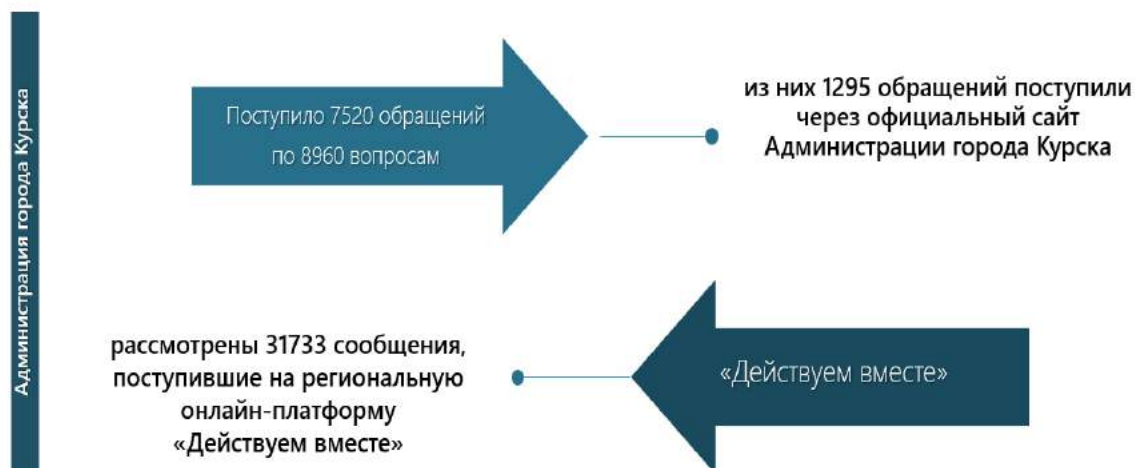 Администрация города Курска
Поступило 7520 обращений
по 8960 вопросам
из них 1295 обращений поступили
через официальный сайт
Администрации города Курска
рассмотрены 31733 сообщения,
поступившие на региональную
онлайн-платформу
«Действуем вместе»
«Действуем вместе»